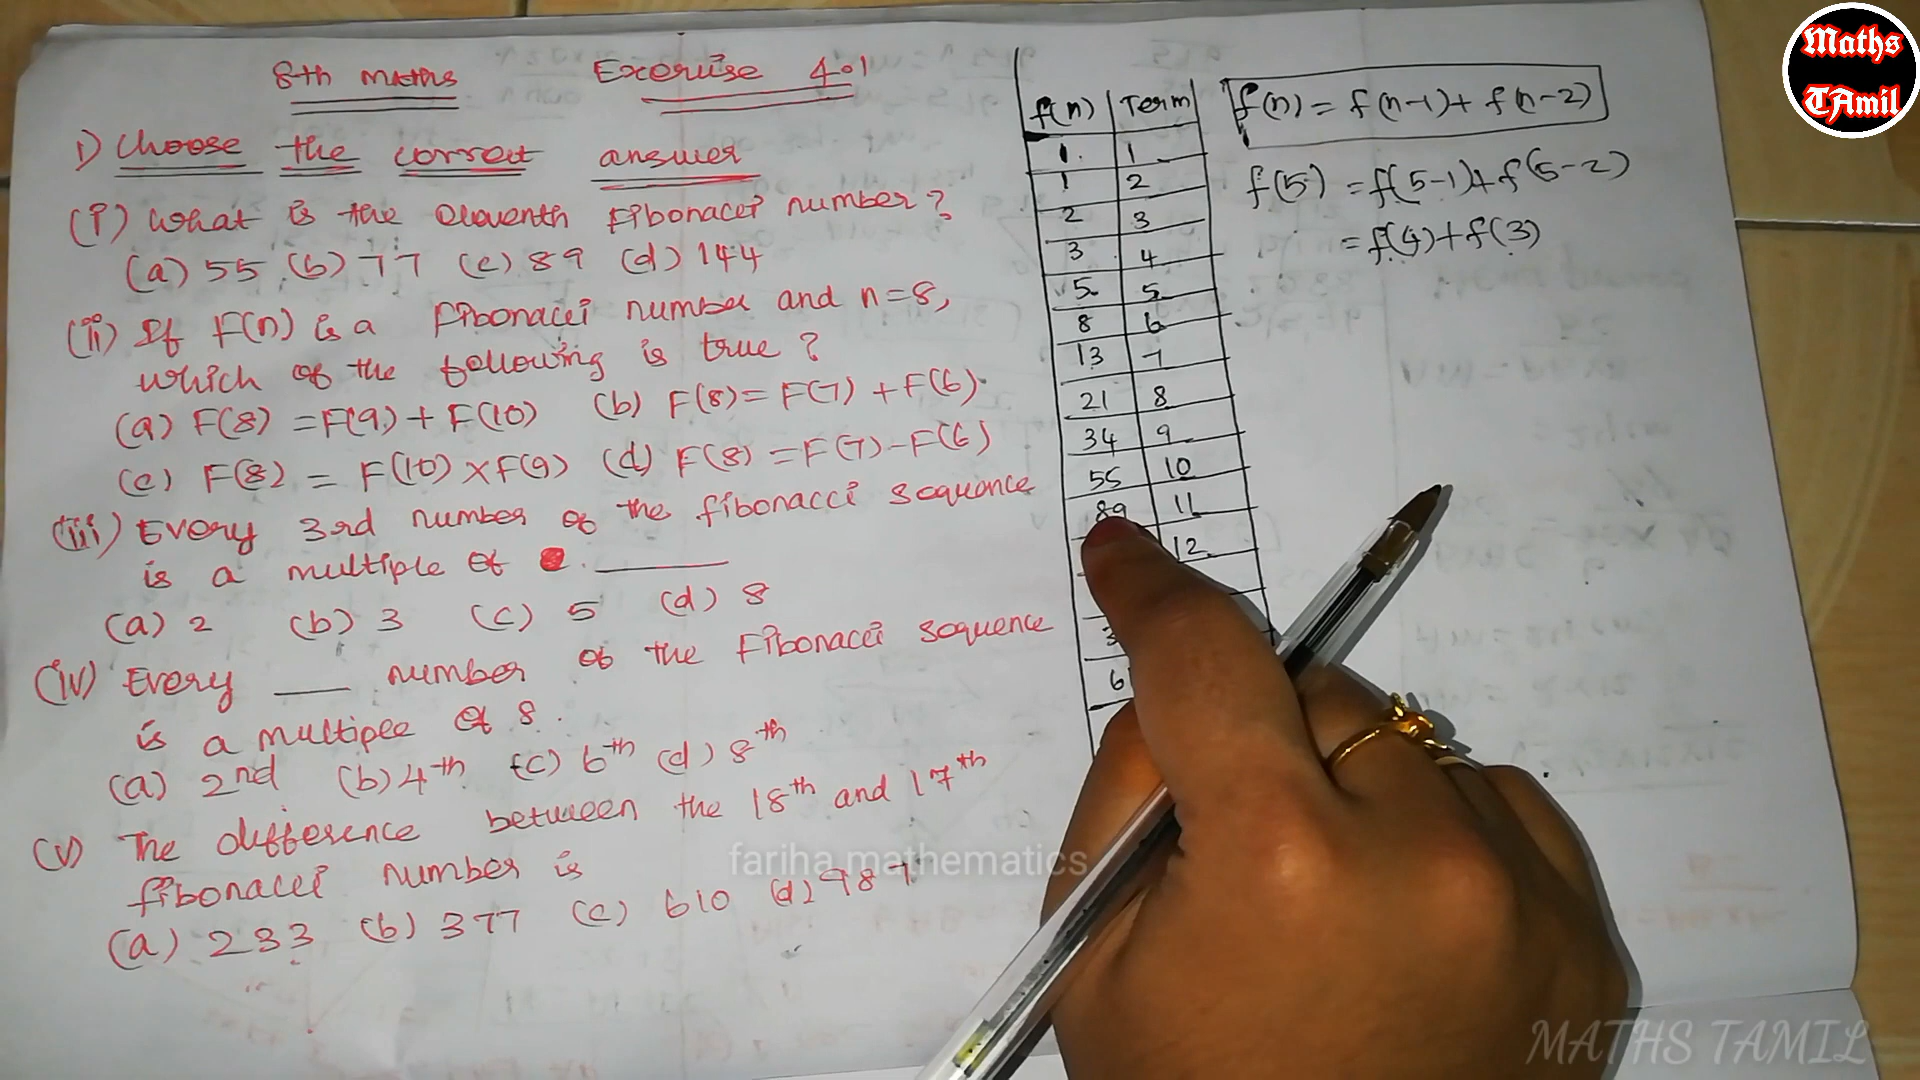 8th maths Exercise 4.1
1) Choose the correct answer
(i) What is the eleventh Fibonacci number?
(a) 55 (b) 77 (c) 89 (d) 144
(ii) If F(n) is a Fibonacci number and n=8,
which of the following is true?
(a) F(8) = F(9) + F(10) (b) F(8) = F(7) + F(6)
(c) F(8) = F(10) × F(9) (d) F(8) = F(7) - F(6)
(iii) Every 3rd number of the fibonacci sequence
is a multiple of ______
(a) 2 (b) 3 (c) 5 (d) 8
(iv) Every ___ number of the Fibonacci sequence
is a multiple of 8.
(a) 2nd (b) 4th (c) 6th (d) 8th
(v) The difference between the 18th and 17th
fibonacci number is
(a) 233 (b) 377 (c) 610 (d) 987
f(n) Term
1 1
1 2
2 3
3 4
5 5
8 6
13 7
21 8
34 9
55 10
89 11
12
f(n) = f(n-1) + f(n-2)
f(5) = f(5-1) + f(5-2)
= f(4) + f(3)
Maths
TAmil
fariha mathematics
MATHS TAMIL